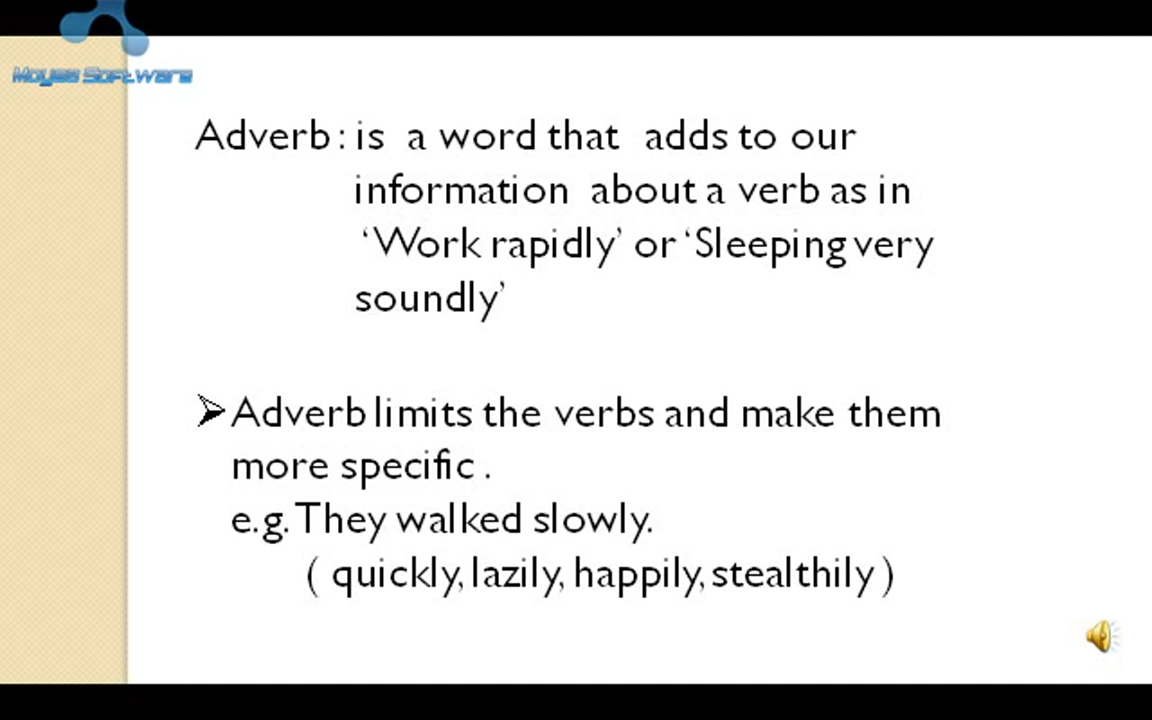 Moyea Software
Adverb : is a word that adds to our
information about a verb as in
‘Work rapidly’ or ‘Sleeping very
soundly’
➢Adverb limits the verbs and make them
more specific .
e.g. They walked slowly.
( quickly, lazily, happily, stealthily )